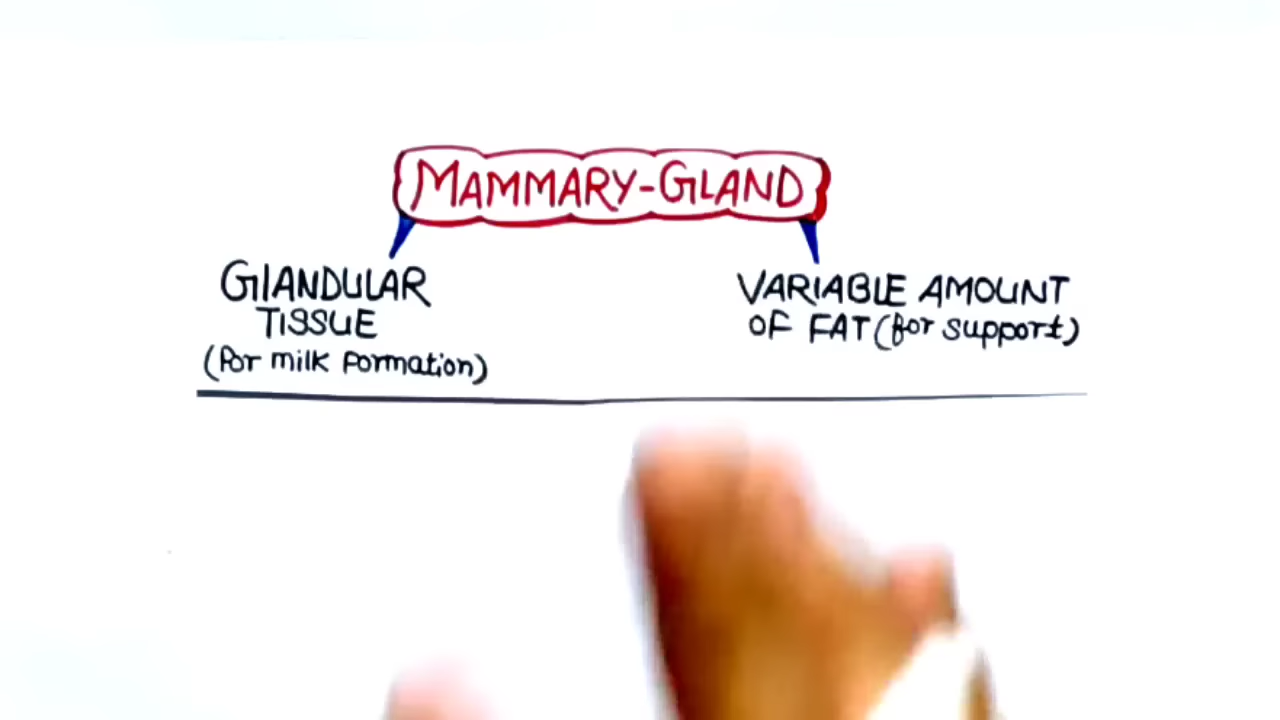 MAMMARY-GLAND
GLANDULAR
TISSUE
(for milk formation)
VARIABLE AMOUNT
OF FAT (for support)